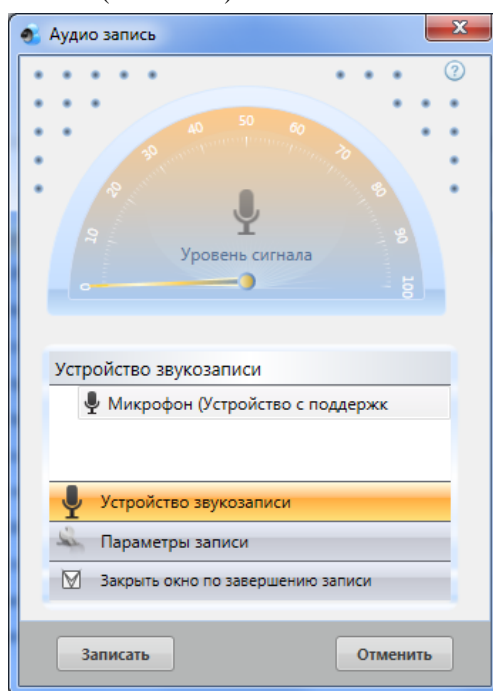 Аудио запись
?
0 10 20 30 40 50 60 70 80 90 100
Уровень сигнала
Устройство звукозаписи
Микрофон (Устройство с поддержк
Устройство звукозаписи
Параметры записи
Закрыть окно по завершению записи
Записать Отменить